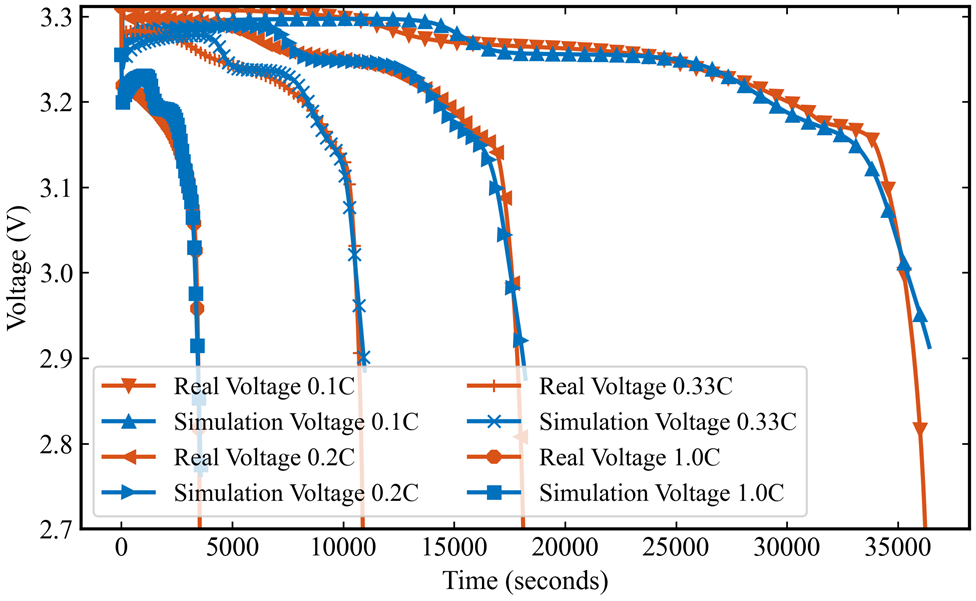 3.3
3.2
3.1
3.0
2.9
2.8
2.7
Voltage (V)
Real Voltage 0.1C
Simulation Voltage 0.1C
Real Voltage 0.2C
Simulation Voltage 0.2C
Real Voltage 0.33C
Simulation Voltage 0.33C
Real Voltage 1.0C
Simulation Voltage 1.0C
0 5000 10000 15000 20000 25000 30000 35000
Time (seconds)